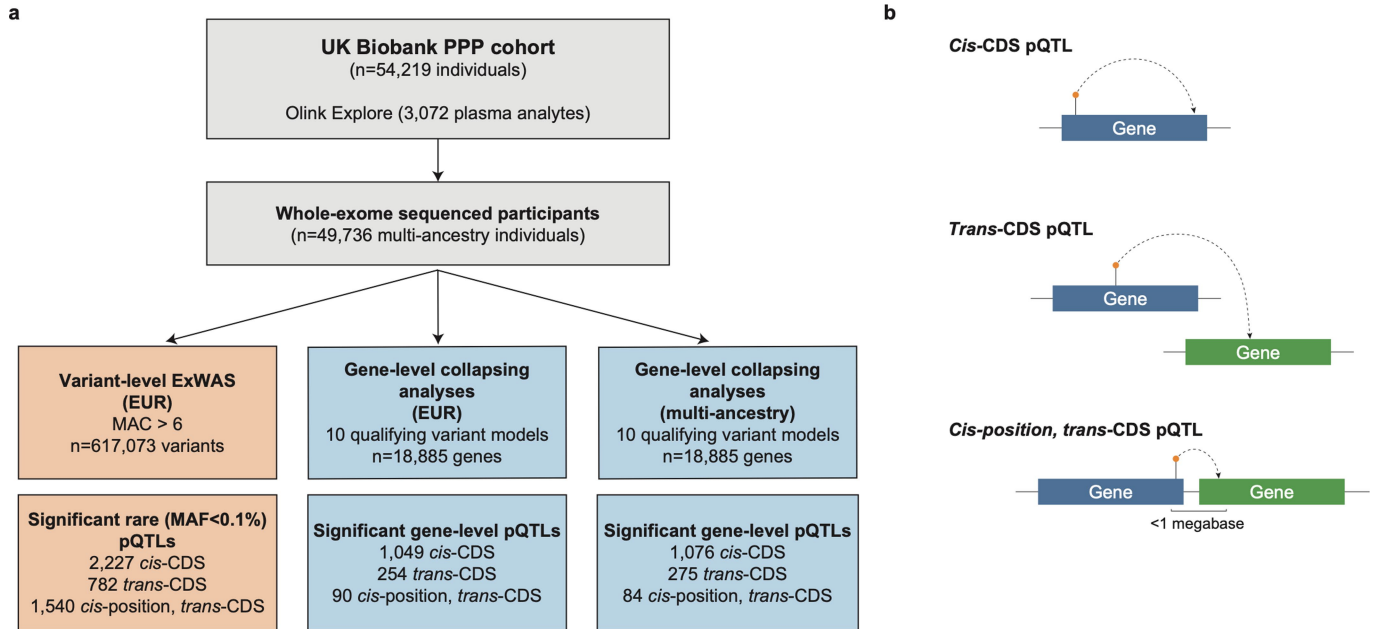 a
UK Biobank PPP cohort
(n=54,219 individuals)
Olink Explore (3,072 plasma analytes)
Whole-exome sequenced participants
(n=49,736 multi-ancestry individuals)
Variant-level ExWAS
(EUR)
MAC > 6
n=617,073 variants
Gene-level collapsing
analyses
(EUR)
10 qualifying variant models
n=18,885 genes
Gene-level collapsing
analyses
(multi-ancestry)
10 qualifying variant models
n=18,885 genes
Significant rare (MAF<0.1%)
pQTLs
2,227 cis-CDS
782 trans-CDS
1,540 cis-position, trans-CDS
Significant gene-level pQTLs
1,049 cis-CDS
254 trans-CDS
90 cis-position, trans-CDS
Significant gene-level pQTLs
1,076 cis-CDS
275 trans-CDS
84 cis-position, trans-CDS
b
Cis-CDS pQTL
Gene
Trans-CDS pQTL
Gene
Gene
Cis-position, trans-CDS pQTL
Gene Gene
<1 megabase